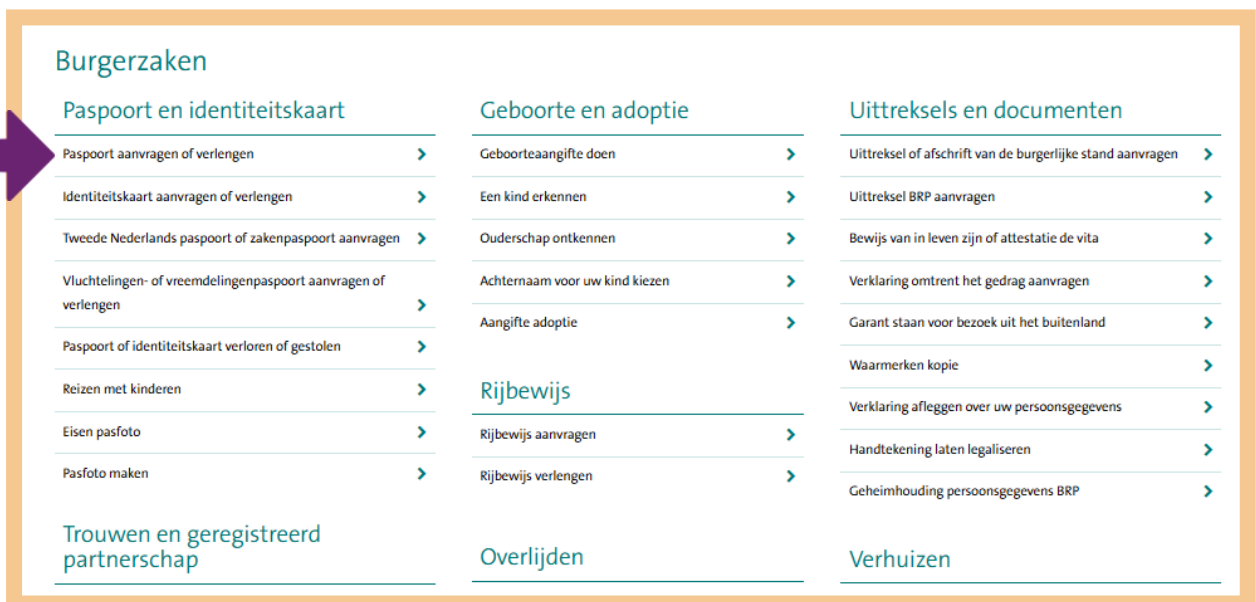 Burgerzaken
Paspoort en identiteitskaart
Paspoort aanvragen of verlengen
Identiteitskaart aanvragen of verlengen
Tweede Nederlands paspoort of zakenpaspoort aanvragen
Vluchtelingen- of vreemdelingenpaspoort aanvragen of
verlengen
Paspoort of identiteitskaart verloren of gestolen
Reizen met kinderen
Eisen pasfoto
Pasfoto maken
Trouwen en geregistreerd
partnerschap
Geboorte en adoptie
Geboorteaangifte doen
Een kind erkennen
Ouderschap ontkennen
Achternaam voor uw kind kiezen
Aangifte adoptie
Rijbewijs
Rijbewijs aanvragen
Rijbewijs verlengen
Overlijden
Uittreksels en documenten
Uittreksel of afschrift van de burgerlijke stand aanvragen
Uittreksel BRP aanvragen
Bewijs van in leven zijn of attestatie de vita
Verklaring omtrent het gedrag aanvragen
Garant staan voor bezoek uit het buitenland
Waarmerken kopie
Verklaring afleggen over uw persoonsgegevens
Handtekening laten legaliseren
Geheimhouding persoonsgegevens BRP
Verhuizen